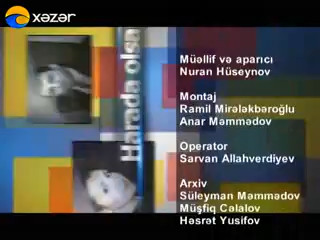 xəzər
Harada olsa
Müəllif və aparıcı
Nuran Hüseynov
Montaj
Ramil Mirələkbəroğlu
Anar Məmmədov
Operator
Sarvan Allahverdiyev
Arxiv
Süleyman Məmmədov
Müşfiq Cəlalov
Həsrət Yusifov